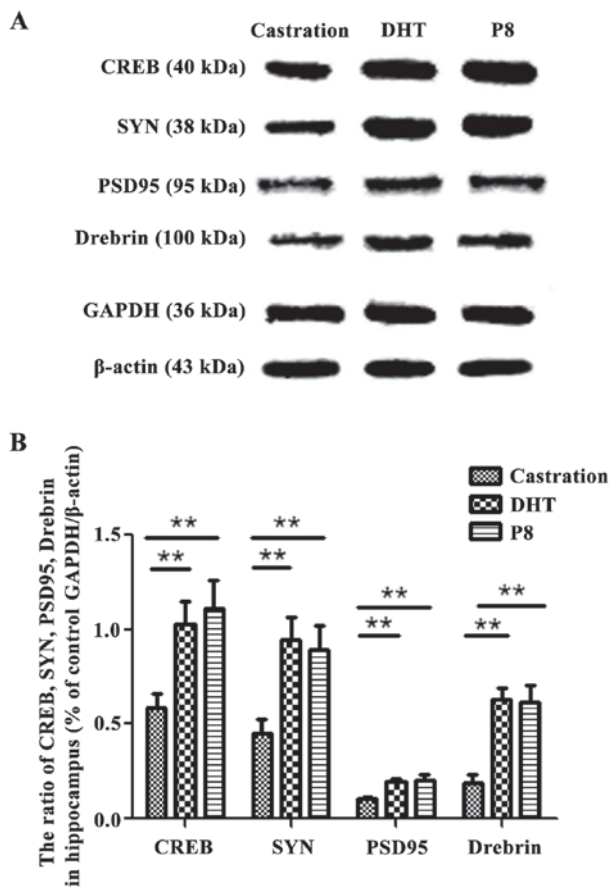 A
Castration DHT P8
CREB (40 kDa)
SYN (38 kDa)
PSD95 (95 kDa)
Drebrin (100 kDa)
GAPDH (36 kDa)
β-actin (43 kDa)
B
The ratio of CREB, SYN, PSD95, Drebrin
in hippocampus (% of control GAPDH/β-actin)
Castration
DHT
P8
1.5
1.0
0.5
0.0
** ** ** **
** ** ** **
CREB SYN PSD95 Drebrin